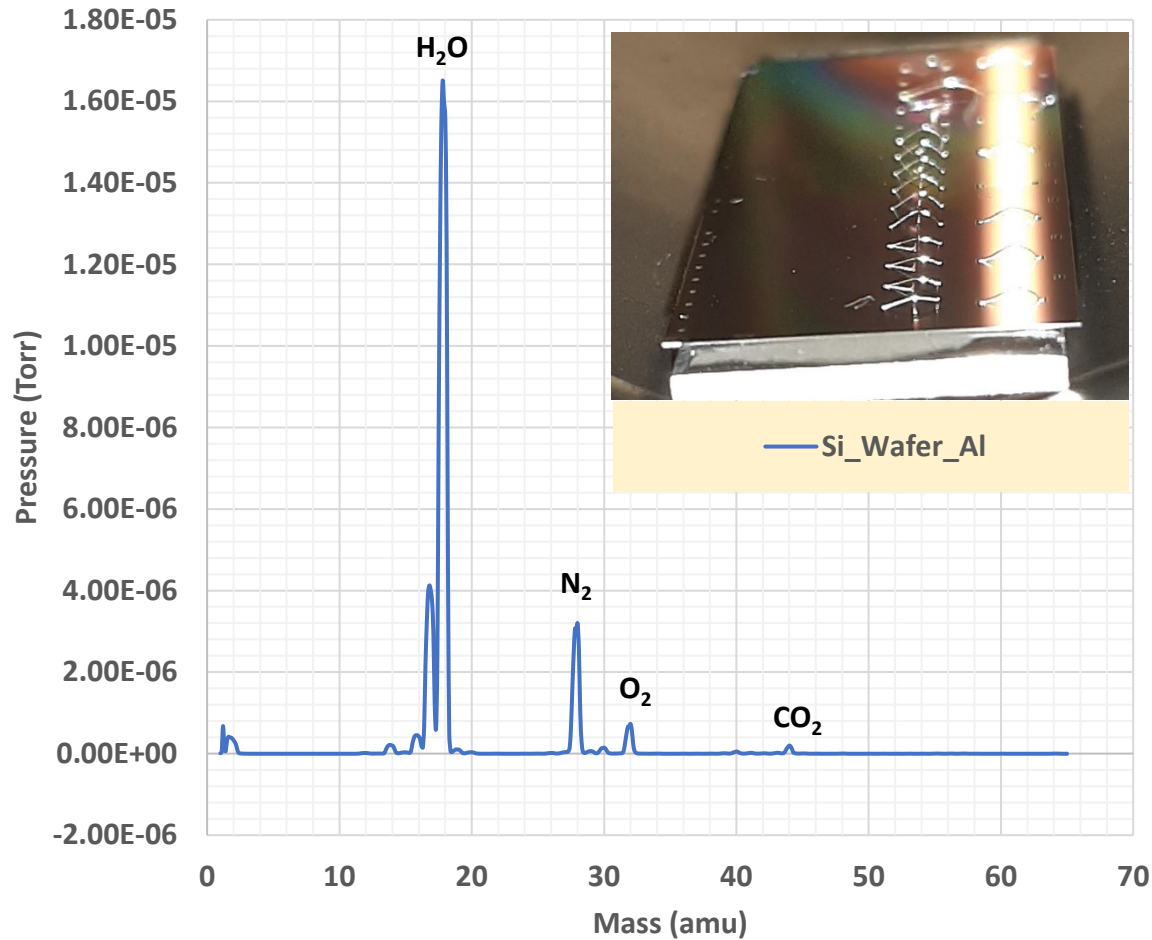 1.80E-05
1.60E-05
1.40E-05
1.20E-05
1.00E-05
8.00E-06
6.00E-06
4.00E-06
2.00E-06
0.00E+00
-2.00E-06
Pressure (Torr)
H₂O
N₂
O₂
CO₂
Si_Wafer_Al
0 10 20 30 40 50 60 70
Mass (amu)